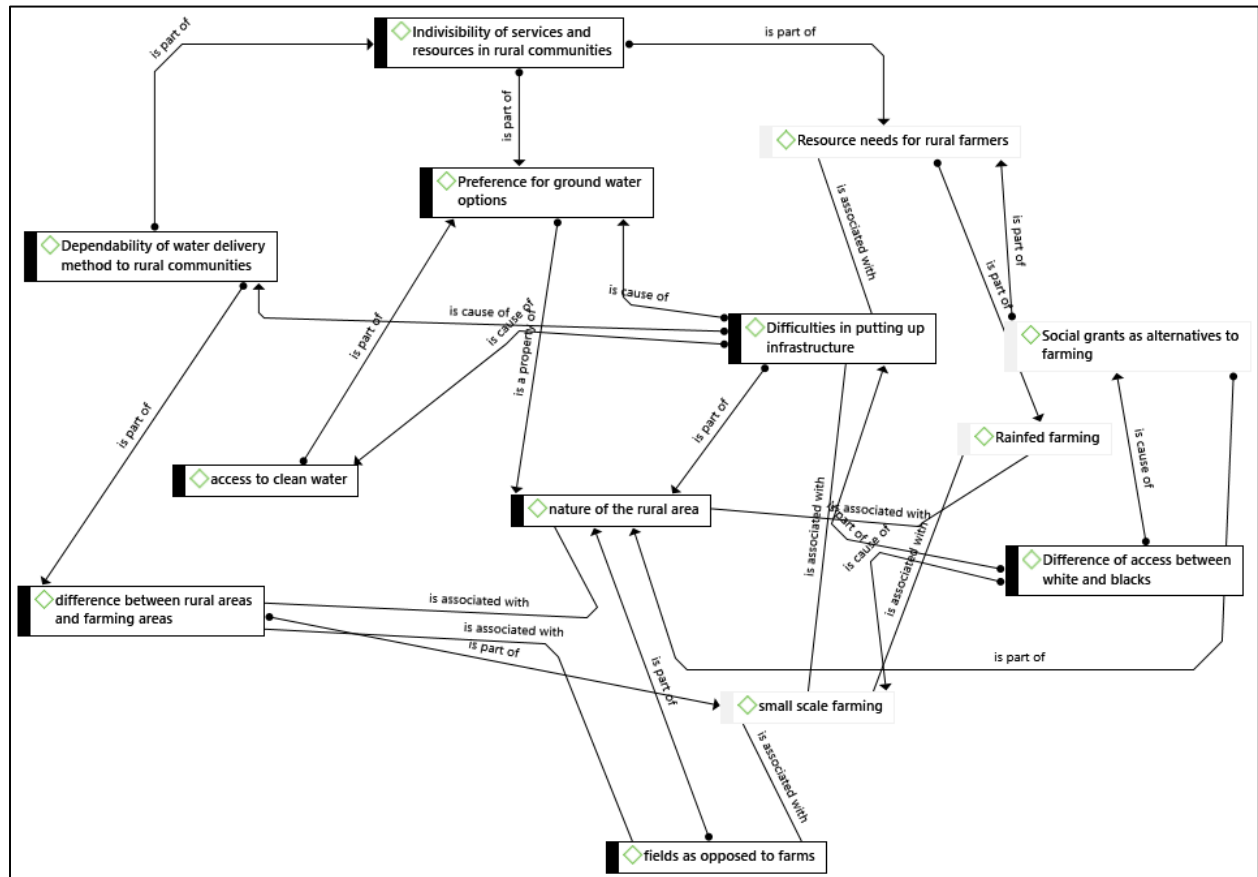 Indivisibility of services and
resources in rural communities
is part of
is part of
is part of
Resource needs for rural farmers
Preference for ground water
options
is associated with
is part of
is part of
Dependability of water delivery
method to rural communities
is cause of
is cause of
is cause of
Difficulties in putting up
infrastructure
Social grants as alternatives to
farming
is part of
is a property of
is part of
is part of
Rainfed farming
is cause of
access to clean water
nature of the rural area
is associated with
is associated with
is part of
is cause of
is associated with
Difference of access between
white and blacks
difference between rural areas
and farming areas
is associated with
is associated with
is part of
is part of
is part of
small scale farming
is associated with
fields as opposed to farms